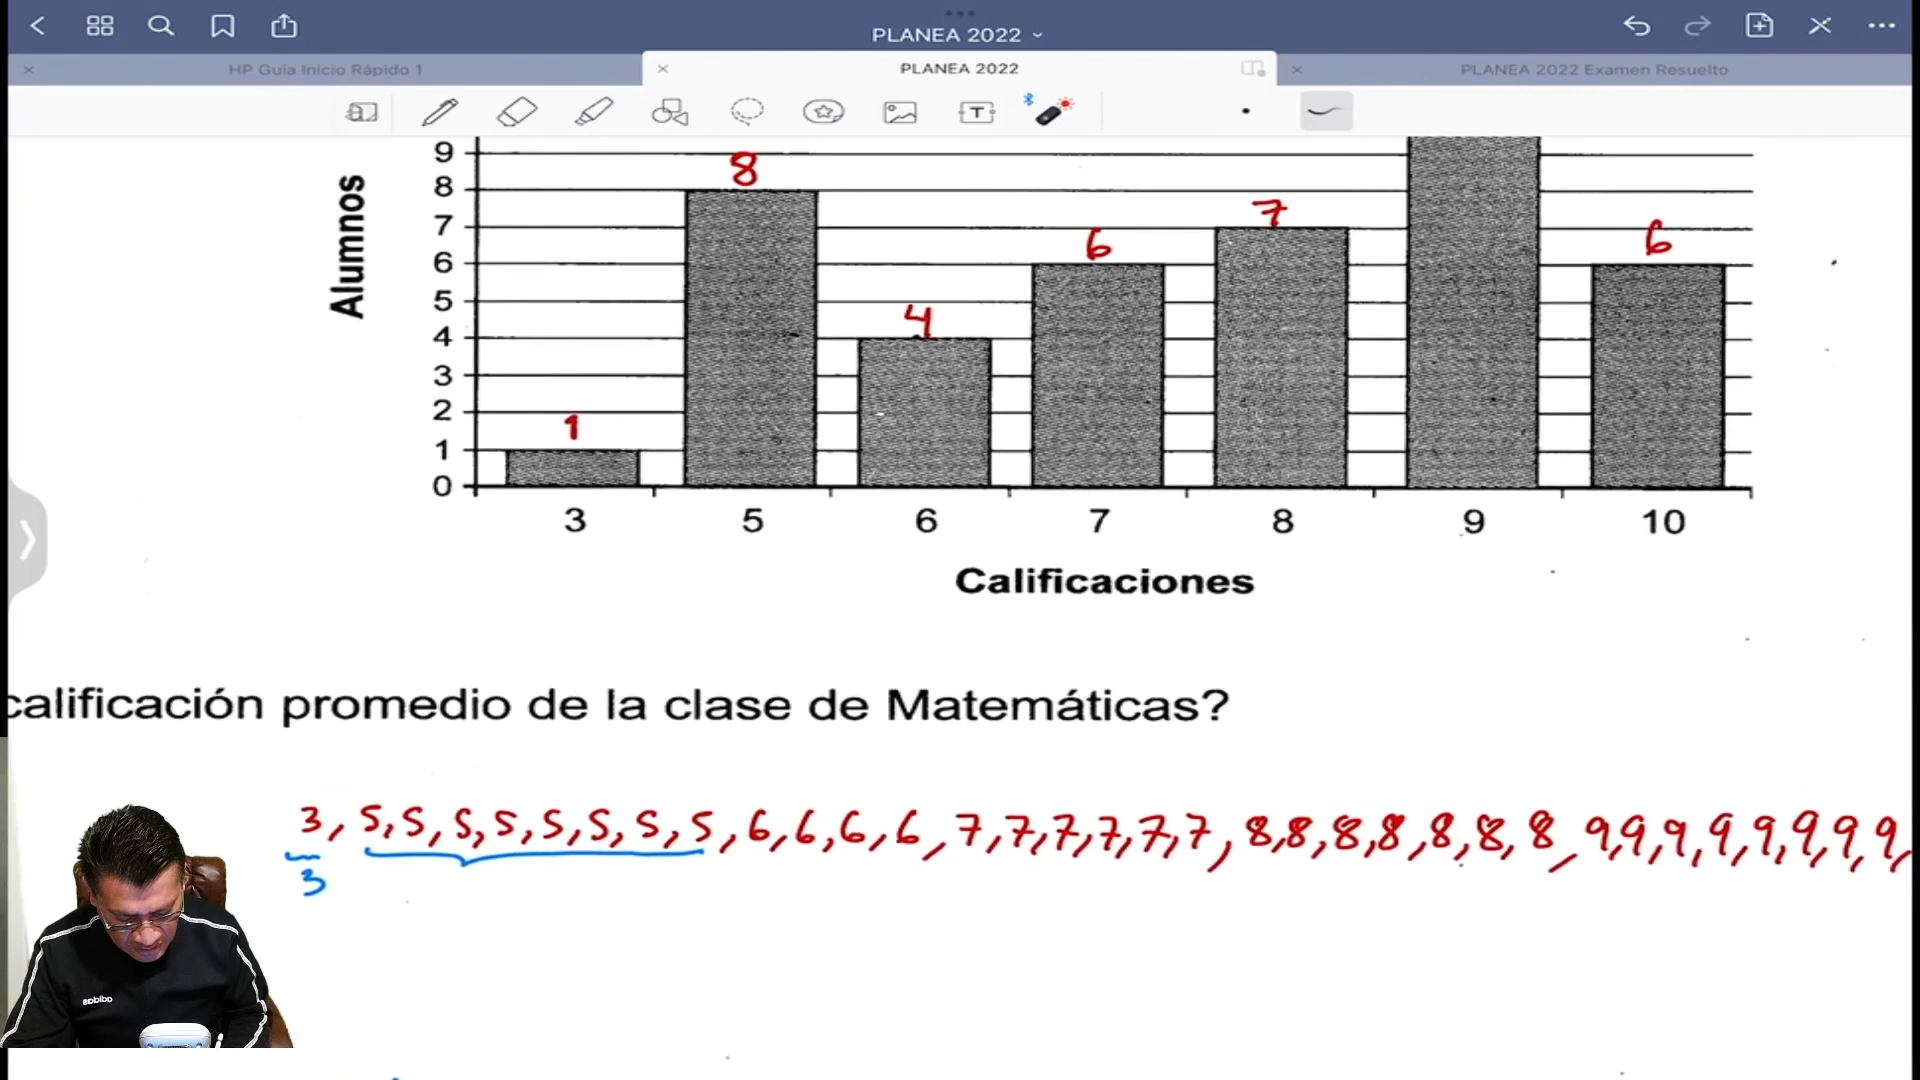 PLANEA 2022
HP Guía Inicio Rápido 1
PLANEA 2022
PLANEA 2022 Examen Resuelto
T
Alumnos
9
8
7
6
5
4
3
2
1
0
1
8
4
6
7
6
3 5 6 7 8 9 10
Calificaciones
calificación promedio de la clase de Matemáticas?
3, 5,5,5,5,5,5,5,5,6,6,6,6,7,7,7,7,7,7,8,8,8,8,8,8,8,9,9,9,9,9,9,9,9,
3
adidas